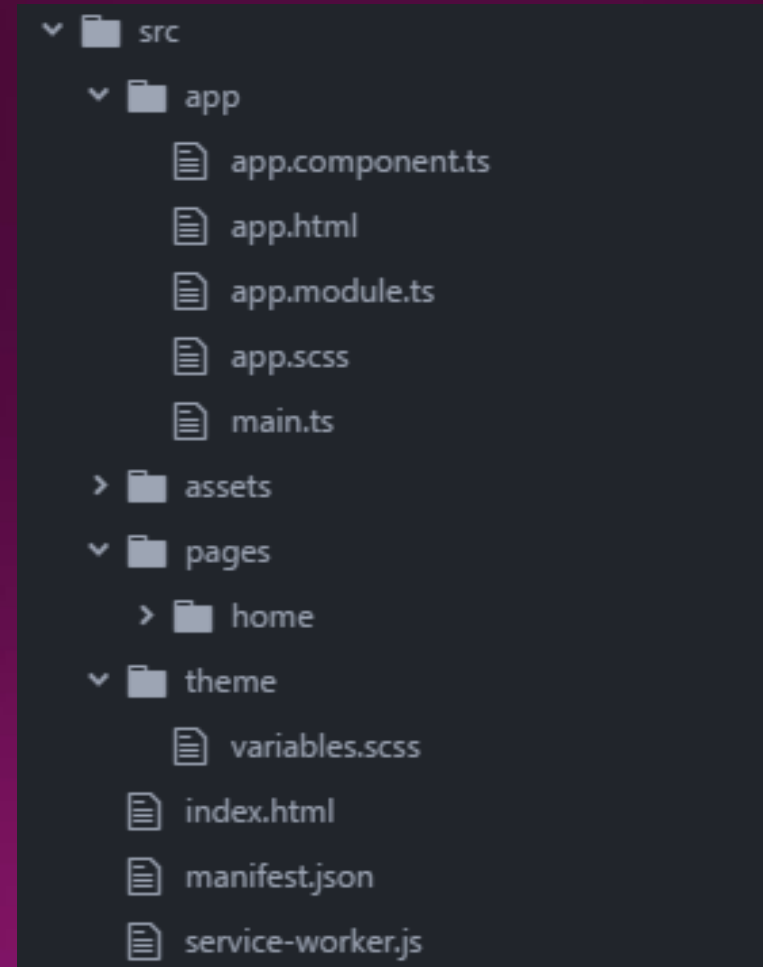 src
app
app.component.ts
app.html
app.module.ts
app.scss
main.ts
assets
pages
home
theme
variables.scss
index.html
manifest.json
service-worker.js